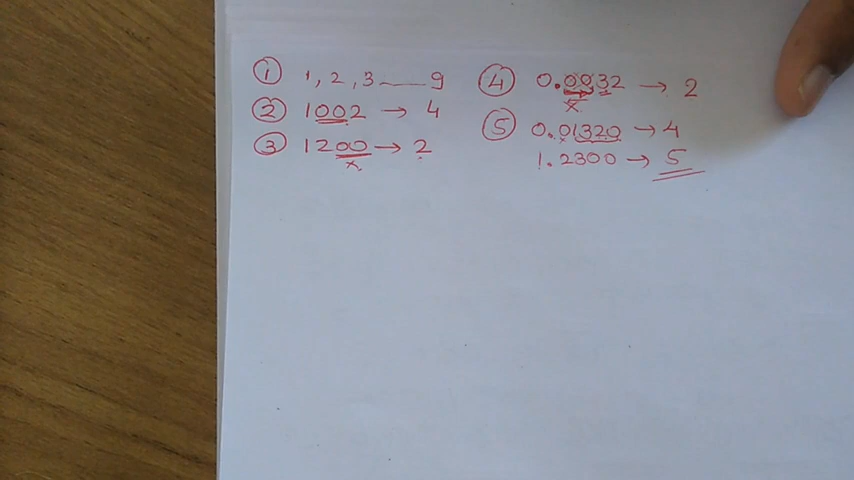 ① 1, 2, 3 —— 9
② 1002 → 4
③ 1200 → 2
x
④ 0.0032 → 2
x
⑤ 0.01320 → 4
1.2300 → 5